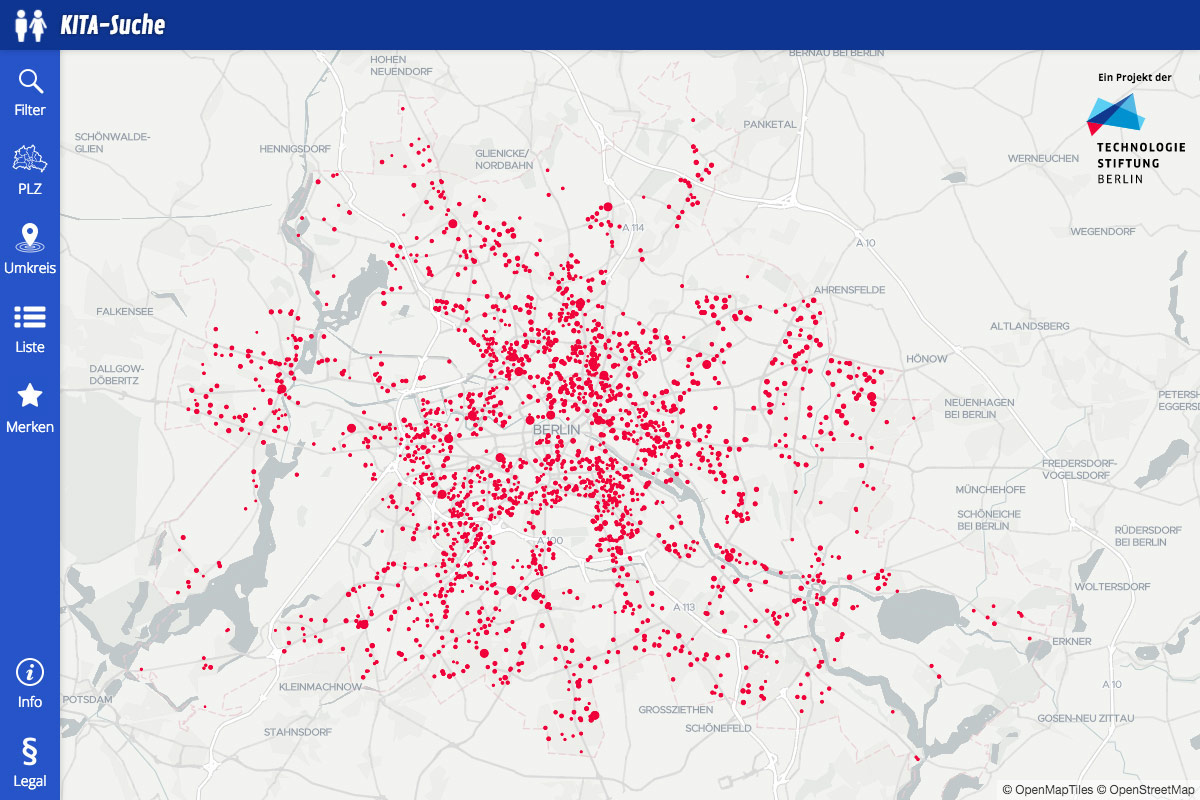 KITA-Suche
Filter
PLZ
Umkreis
Liste
Merken
Info
Legal
Ein Projekt der
TECHNOLOGIE
STIFTUNG
BERLIN
BERNAU BEI BERLIN
HOHEN
NEUENDORF
PANKETAL
SCHÖNWALDE-
GLIEN
HENNIGSDORF
GLIENICKE/
NORDBAHN
WERNEUCHEN
A 114
WEGENDORF
A 10
AHRENSFELDE
FALKENSEE
ALTLANDSBERG
HÖNOW
DALLGOW-
DÖBERITZ
NEUENHAGEN
BEI BERLIN
PETERSH
EGGERSD
BERLIN
FREDERSDORF-
VOGELSDORF
MÜNCHEHOFE
SCHÖNEICHE
BEI BERLIN
RÜDERSDORF
BEI BERLIN
A 100
WOLTERSDORF
A 113
ERKNER
A 10
KLEINMACHNOW
POTSDAM
GROSSZIETHEN
GOSEN-NEU ZITTAU
STAHNSDORF
SCHÖNEFELD
© OpenMapTiles © OpenStreetMap